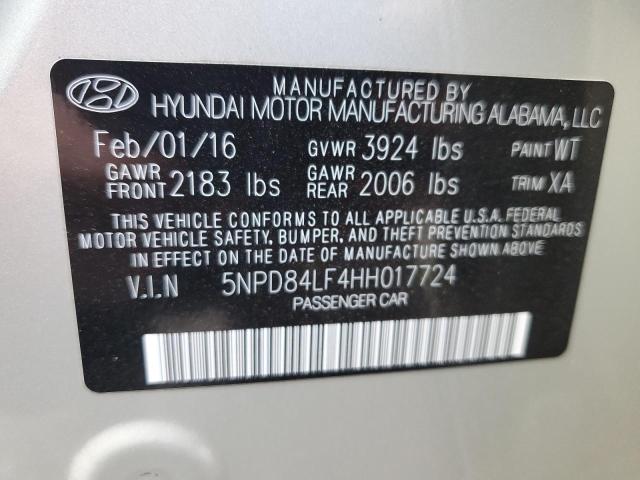 MANUFACTURED BY
HYUNDAI MOTOR MANUFACTURING ALABAMA, LLC
Feb/01/16 GVWR 3924 lbs PAINT WT
GAWR FRONT 2183 lbs GAWR REAR 2006 lbs TRIM XA
THIS VEHICLE CONFORMS TO ALL APPLICABLE U.S.A. FEDERAL
MOTOR VEHICLE SAFETY, BUMPER, AND THEFT PREVENTION STANDARDS
IN EFFECT ON THE DATE OF MANUFACTURE SHOWN ABOVE.
V.I.N 5NPD84LF4HH017724
PASSENGER CAR